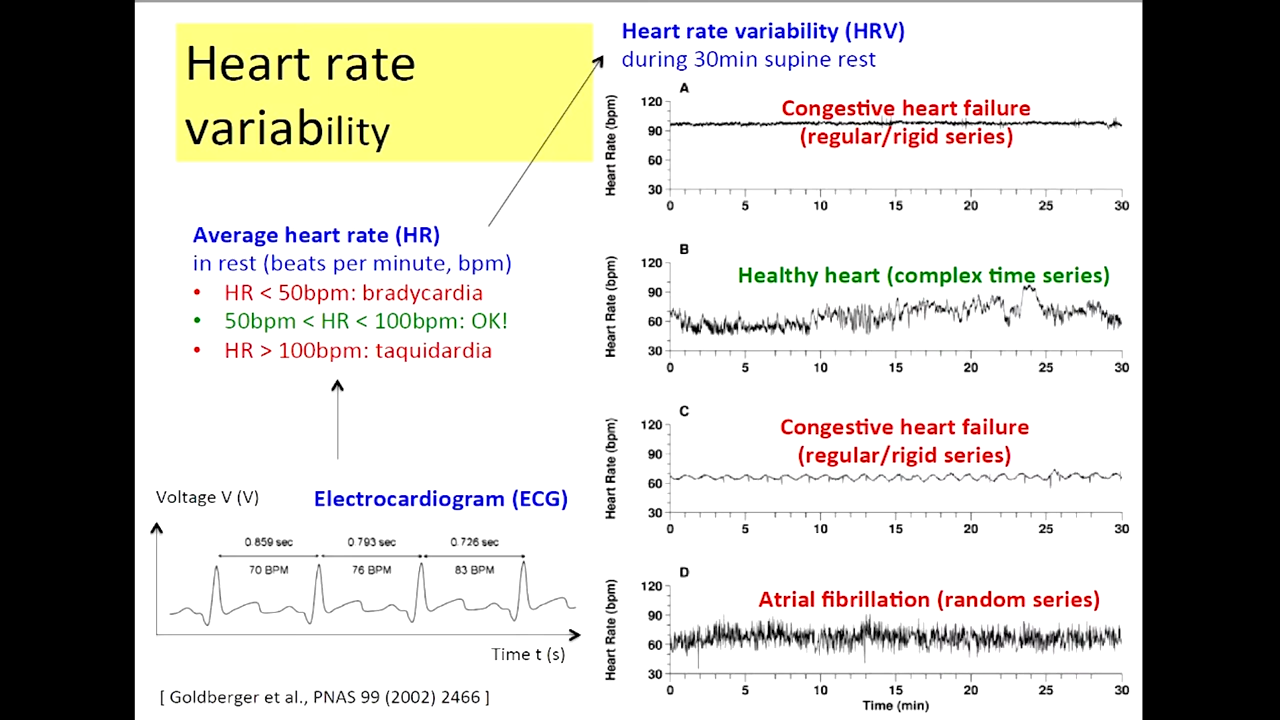 Heart rate
variability
Average heart rate (HR)
in rest (beats per minute, bpm)
• HR < 50bpm: bradycardia
• 50bpm < HR < 100bpm: OK!
• HR > 100bpm: taquidardia
Voltage V (V)
Electrocardiogram (ECG)
0.859 sec 0.793 sec 0.726 sec
70 BPM 76 BPM 83 BPM
Time t (s)
[ Goldberger et al., PNAS 99 (2002) 2466 ]
Heart rate variability (HRV)
during 30min supine rest
A
Congestive heart failure
(regular/rigid series)
Heart Rate (bpm)
120
90
60
30
0 5 10 15 20 25 30
B
Healthy heart (complex time series)
Heart Rate (bpm)
120
90
60
30
0 5 10 15 20 25 30
C
Congestive heart failure
(regular/rigid series)
Heart Rate (bpm)
120
90
60
30
0 5 10 15 20 25 30
D
Atrial fibrillation (random series)
Heart Rate (bpm)
120
90
60
30
0 5 10 15 20 25 30
Time (min)